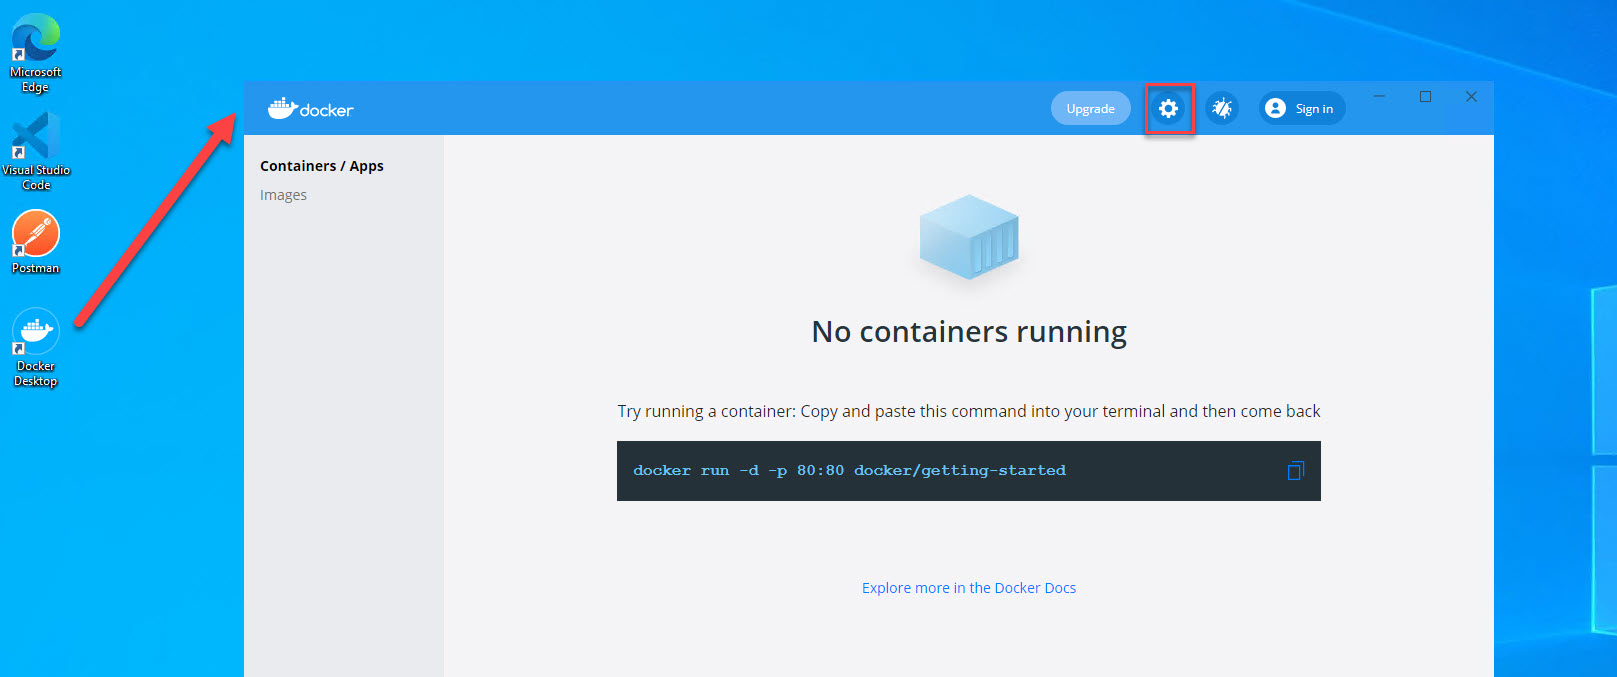 Microsoft
Edge
Visual Studio
Code
Postman
Docker
Desktop
docker
Upgrade
Sign in
Containers / Apps
Images
No containers running
Try running a container: Copy and paste this command into your terminal and then come back
docker run -d -p 80:80 docker/getting-started
Explore more in the Docker Docs